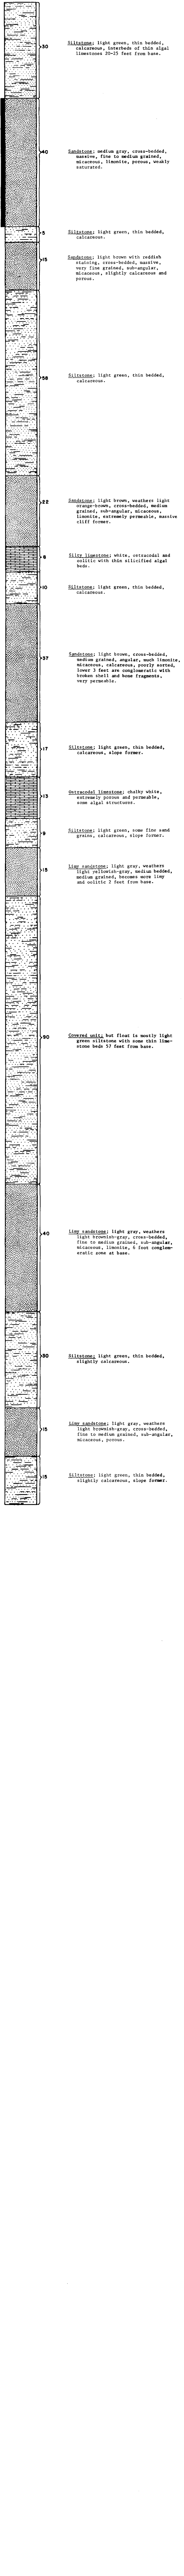 30
Siltstone; light green, thin bedded,
calcareous, interbeds of thin algal
limestones 20-25 feet from base.
40
Sandstone; medium gray, cross-bedded,
massive, fine to medium grained,
micaceous, limonite, porous, weakly
saturated.
5
Siltstone; light green, thin bedded,
calcareous.
15
Sandstone; light brown with reddish
staining, cross-bedded, massive,
very fine grained, sub-angular,
micaceous, slightly calcareous and
porous.
58
Siltstone; light green, thin bedded,
calcareous.
22
Sandstone; light brown, weathers light
orange-brown, cross-bedded, medium
grained, sub-angular, micaceous,
limonite, extremely permeable, massive
cliff former.
8
Silty limestone; white, ostracodal and
oolitic with thin silicified algal
beds.
10
Siltstone; light green, thin bedded,
calcareous.
37
Sandstone; light brown, cross-bedded,
medium grained, angular, much limonite,
micaceous, calcareous, poorly sorted,
lower 3 feet are conglomeratic with
broken shell and bone fragments,
very permeable.
17
Siltstone; light green, thin bedded,
calcareous, slope former.
13
Ostracodal limestone; chalky white,
extremely porous and permeable,
some algal structures.
9
Siltstone; light green, some fine sand
grains, calcareous, slope former.
15
Limy sandstone; light gray, weathers
light yellowish-gray, medium bedded,
medium grained, becomes more limy
and oolitic 2 feet from base.
90
Covered unit; but float is mostly light
green siltstone with some thin lime-
stone beds 57 feet from base.
40
Limy sandstone; light gray, weathers
light brownish-gray, cross-bedded,
fine to medium grained, sub-angular,
micaceous, limonite, 6 foot conglom-
eratic zone at base.
30
Siltstone; light green, thin bedded,
slightly calcareous.
15
Limy sandstone; light gray, weathers
light brownish-gray, cross-bedded,
fine to medium grained, sub-angular,
micaceous, porous.
15
Siltstone; light green, thin bedded,
slightly calcareous, slope former.